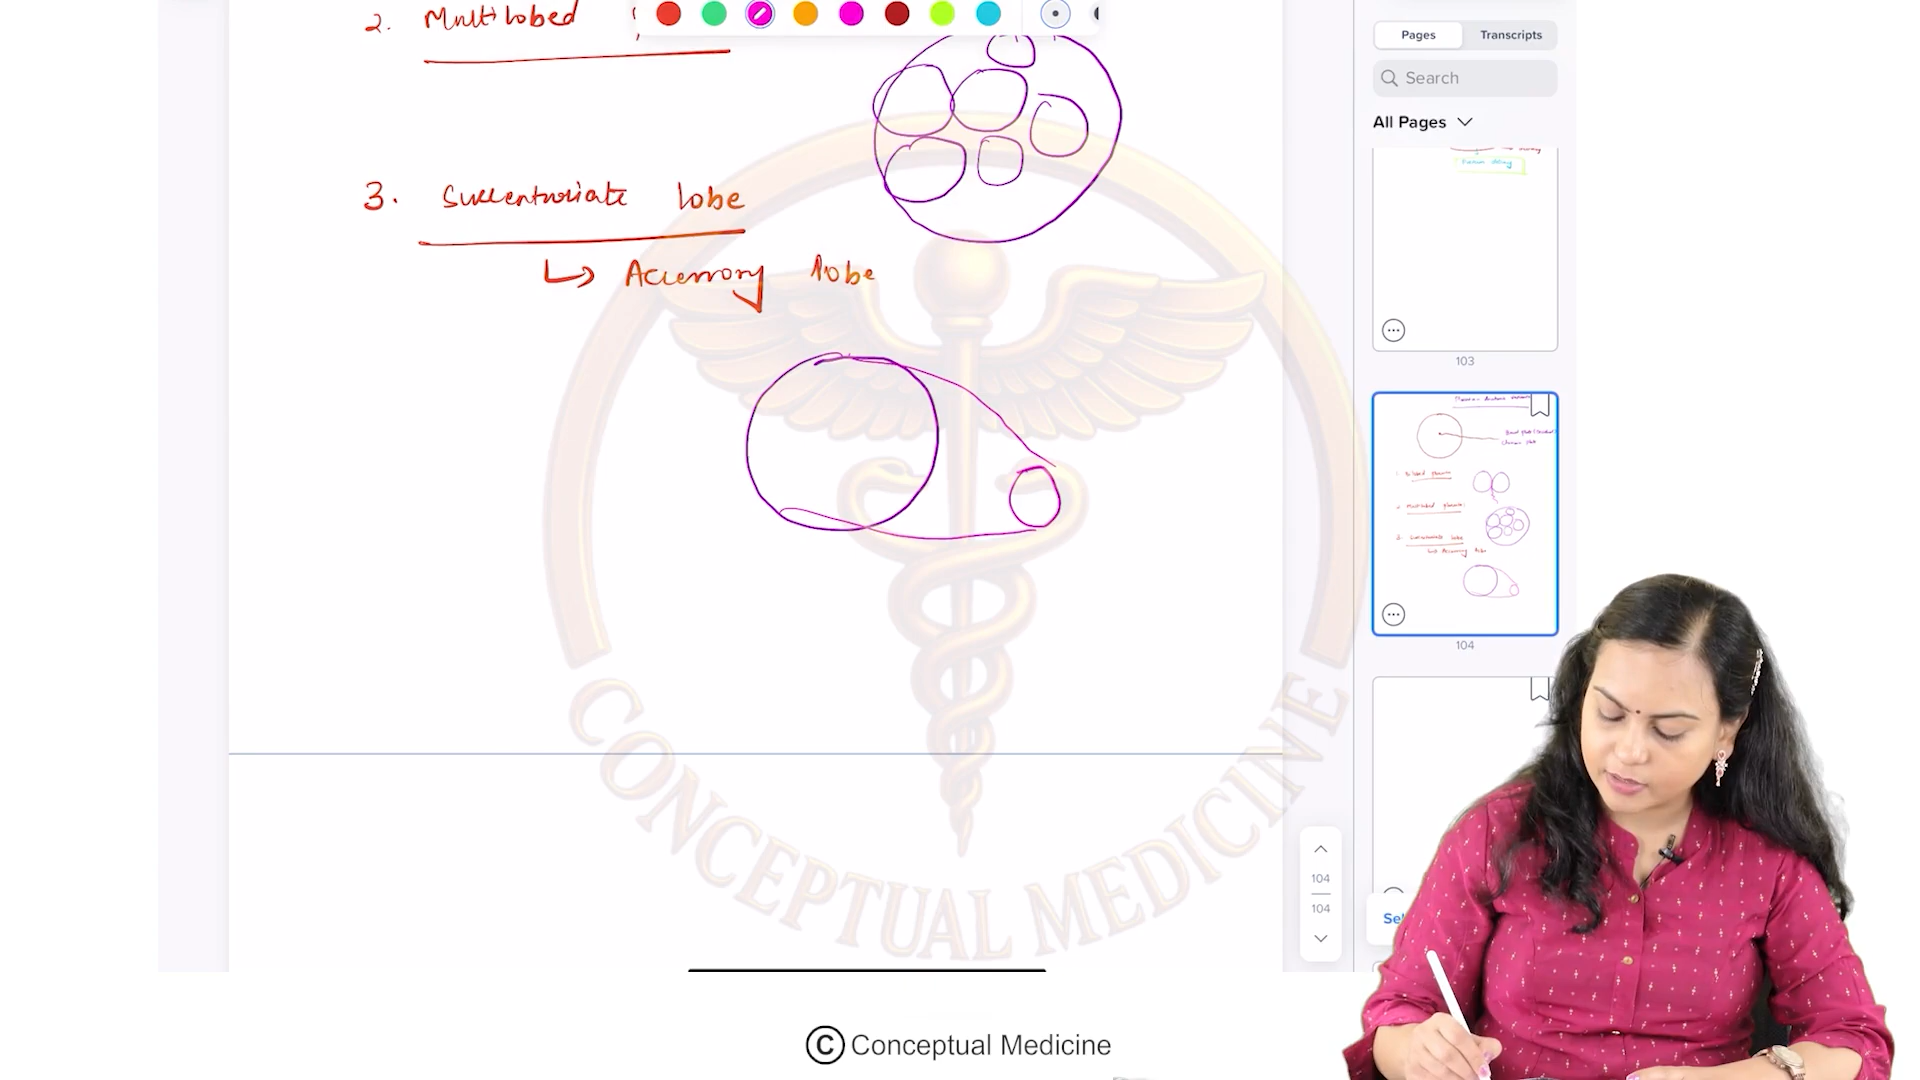 2. Multilobed
Pages Transcripts
Search
All Pages
3. Succenturiate lobe
↳ Accessory lobe
103
104
104
104
Sel
CONCEPTUAL MEDICINE
© Conceptual Medicine